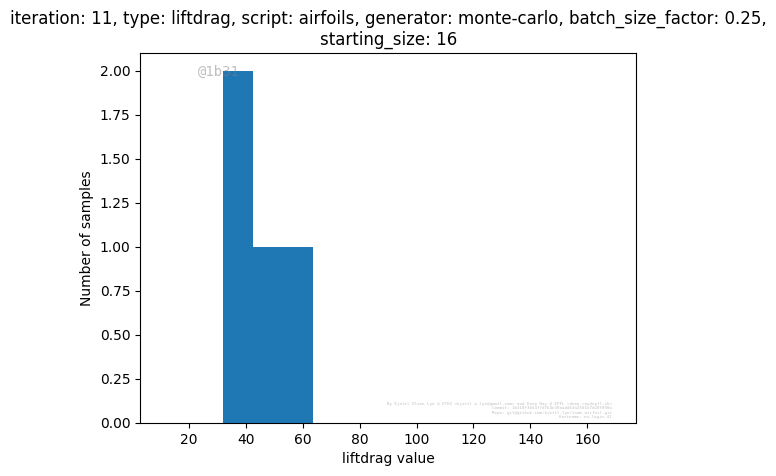 iteration: 11, type: liftdrag, script: airfoils, generator: monte-carlo, batch_size_factor: 0.25,
starting_size: 16
@1b31
2.00
1.75
1.50
1.25
1.00
0.75
0.50
0.25
0.00
Number of samples
20 40 60 80 100 120 140 160
liftdrag value